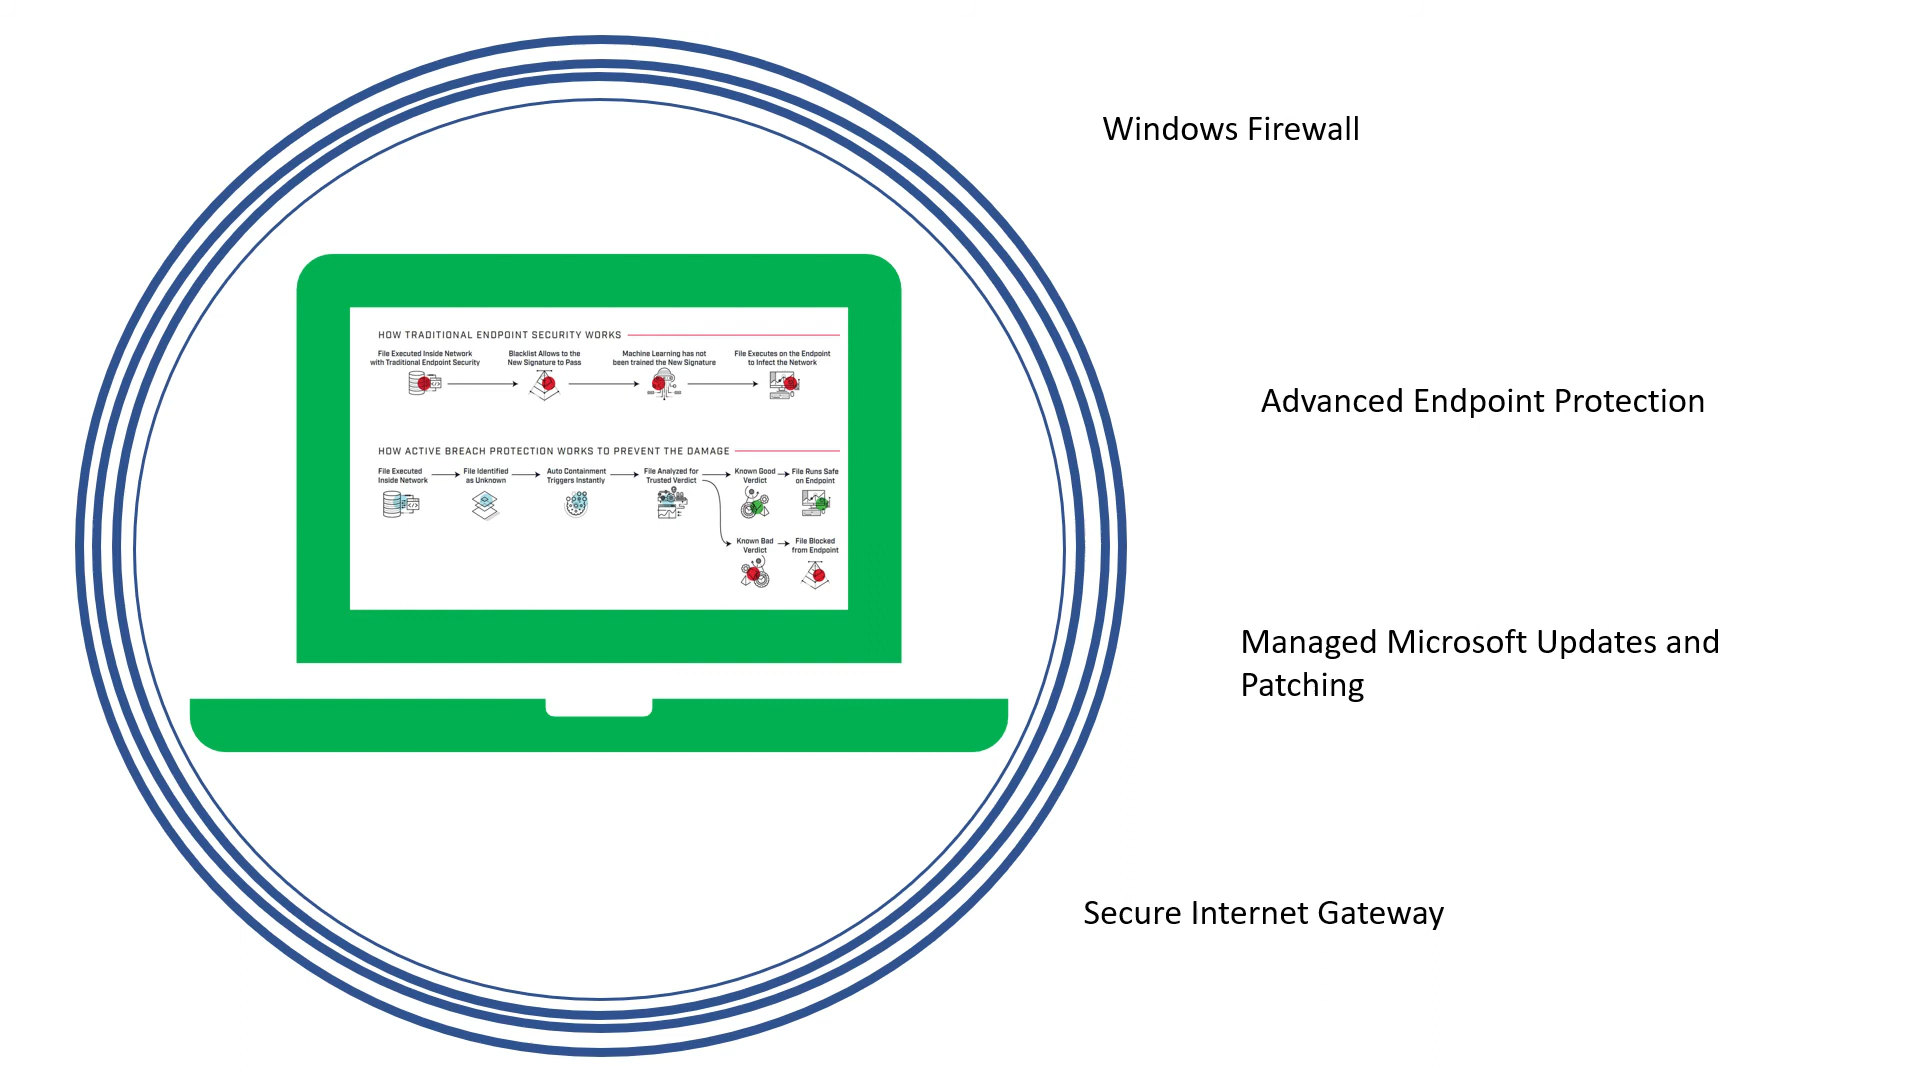 Windows Firewall
HOW TRADITIONAL ENDPOINT SECURITY WORKS
File Executed Inside Network
with Traditional Endpoint Security
Blacklist Allows to the
New Signature to Pass
Machine Learning has not
been trained the New Signature
File Executes on the Endpoint
to Infect the Network
Advanced Endpoint Protection
HOW ACTIVE BREACH PROTECTION WORKS TO PREVENT THE DAMAGE
File Executed
Inside Network
File Identified
as Unknown
Auto Containment
Triggers Instantly
File Analyzed for
Trusted Verdict
Known Good
Verdict
File Runs Safe
on Endpoint
Known Bad
Verdict
File Blocked
from Endpoint
Managed Microsoft Updates and
Patching
Secure Internet Gateway